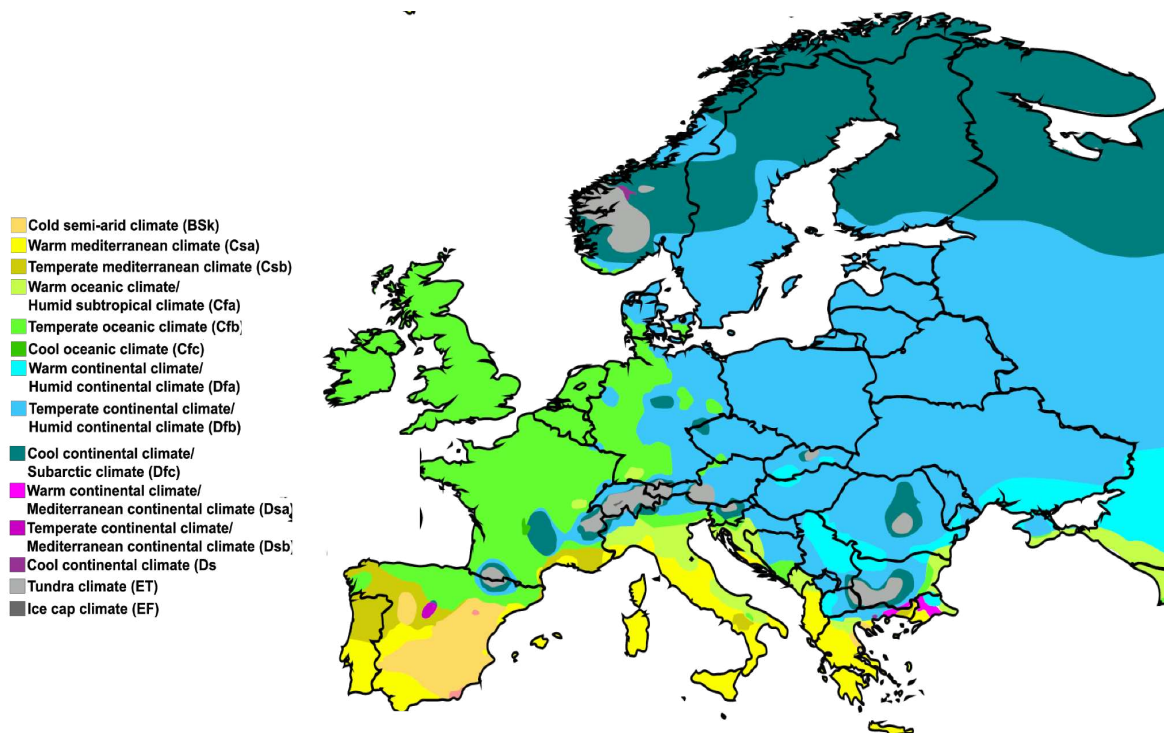 Cold semi-arid climate (BSk)
Warm mediterranean climate (Csa)
Temperate mediterranean climate (Csb)
Warm oceanic climate/
Humid subtropical climate (Cfa)
Temperate oceanic climate (Cfb)
Cool oceanic climate (Cfc)
Warm continental climate/
Humid continental climate (Dfa)
Temperate continental climate/
Humid continental climate (Dfb)
Cool continental climate/
Subarctic climate (Dfc)
Warm continental climate/
Mediterranean continental climate (Dsa)
Temperate continental climate/
Mediterranean continental climate (Dsb)
Cool continental climate (Ds
Tundra climate (ET)
Ice cap climate (EF)